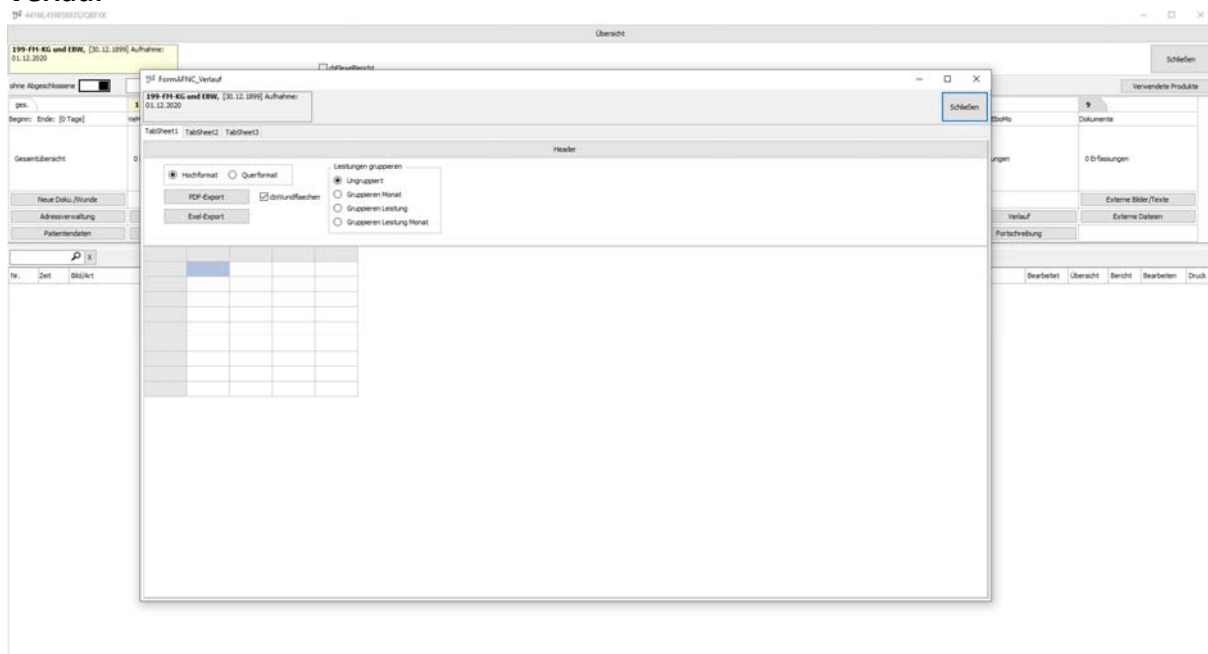 Verlauf
Übersicht
199-FM-KG und EBW, [30.12.1899] Aufnahme:
01.12.2020
Schließen
ohne Abgeschlossene
Verwendete Produkte
ges.
Beginn: Ende: [0 Tage]
Gesamtübersicht
Neue Doku./Wunde
Adressverwaltung
Patientendaten
X
Nr. Zeit Bild/Art
FormAFNC_Verlauf
199-FM-KG und EBW, [30.12.1899] Aufnahme:
01.12.2020
Schließen
TabSheet1 TabSheet2 TabSheet3
Header
Hochformat Querformat
PDF-Export cbWundflaechen
Exel-Export
Leistungen gruppieren
Ungruppiert
Gruppieren Monat
Gruppieren Leistung
Gruppieren Leistung Monat
9
Dokumente
0 Erfassungen
Externe Bilder/Texte
Verlauf Externe Dateien
Fortschreibung
Bearbeitet Übersicht Bericht Bearbeiten Druck